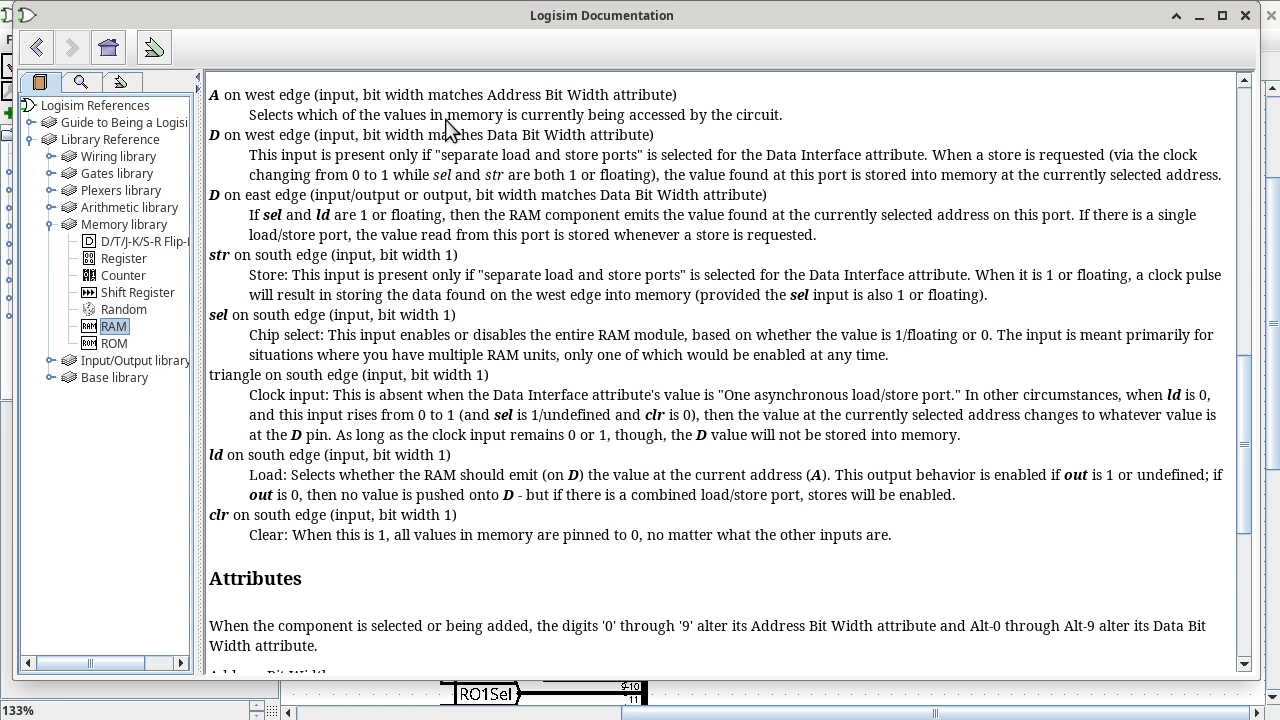 Logisim Documentation
Logisim References
Guide to Being a Logisi
Library Reference
Wiring library
Gates library
Plexers library
Arithmetic library
Memory library
D/T/J-K/S-R Flip-
Register
Counter
Shift Register
Random
RAM
ROM
Input/Output library
Base library
A on west edge (input, bit width matches Address Bit Width attribute)
Selects which of the values in memory is currently being accessed by the circuit.
D on west edge (input, bit width matches Data Bit Width attribute)
This input is present only if "separate load and store ports" is selected for the Data Interface attribute. When a store is requested (via the clock
changing from 0 to 1 while sel and str are both 1 or floating), the value found at this port is stored into memory at the currently selected address.
D on east edge (input/output or output, bit width matches Data Bit Width attribute)
If sel and ld are 1 or floating, then the RAM component emits the value found at the currently selected address on this port. If there is a single
load/store port, the value read from this port is stored whenever a store is requested.
str on south edge (input, bit width 1)
Store: This input is present only if "separate load and store ports" is selected for the Data Interface attribute. When it is 1 or floating, a clock pulse
will result in storing the data found on the west edge into memory (provided the sel input is also 1 or floating).
sel on south edge (input, bit width 1)
Chip select: This input enables or disables the entire RAM module, based on whether the value is 1/floating or 0. The input is meant primarily for
situations where you have multiple RAM units, only one of which would be enabled at any time.
triangle on south edge (input, bit width 1)
Clock input: This is absent when the Data Interface attribute's value is "One asynchronous load/store port." In other circumstances, when ld is 0,
and this input rises from 0 to 1 (and sel is 1/undefined and clr is 0), then the value at the currently selected address changes to whatever value is
at the D pin. As long as the clock input remains 0 or 1, though, the D value will not be stored into memory.
ld on south edge (input, bit width 1)
Load: Selects whether the RAM should emit (on D) the value at the current address (A). This output behavior is enabled if out is 1 or undefined; if
out is 0, then no value is pushed onto D - but if there is a combined load/store port, stores will be enabled.
clr on south edge (input, bit width 1)
Clear: When this is 1, all values in memory are pinned to 0, no matter what the other inputs are.
Attributes
When the component is selected or being added, the digits '0' through '9' alter its Address Bit Width attribute and Alt-0 through Alt-9 alter its Data Bit
Width attribute.
Address Bit Width
RO1Sel
9-10
11
133%